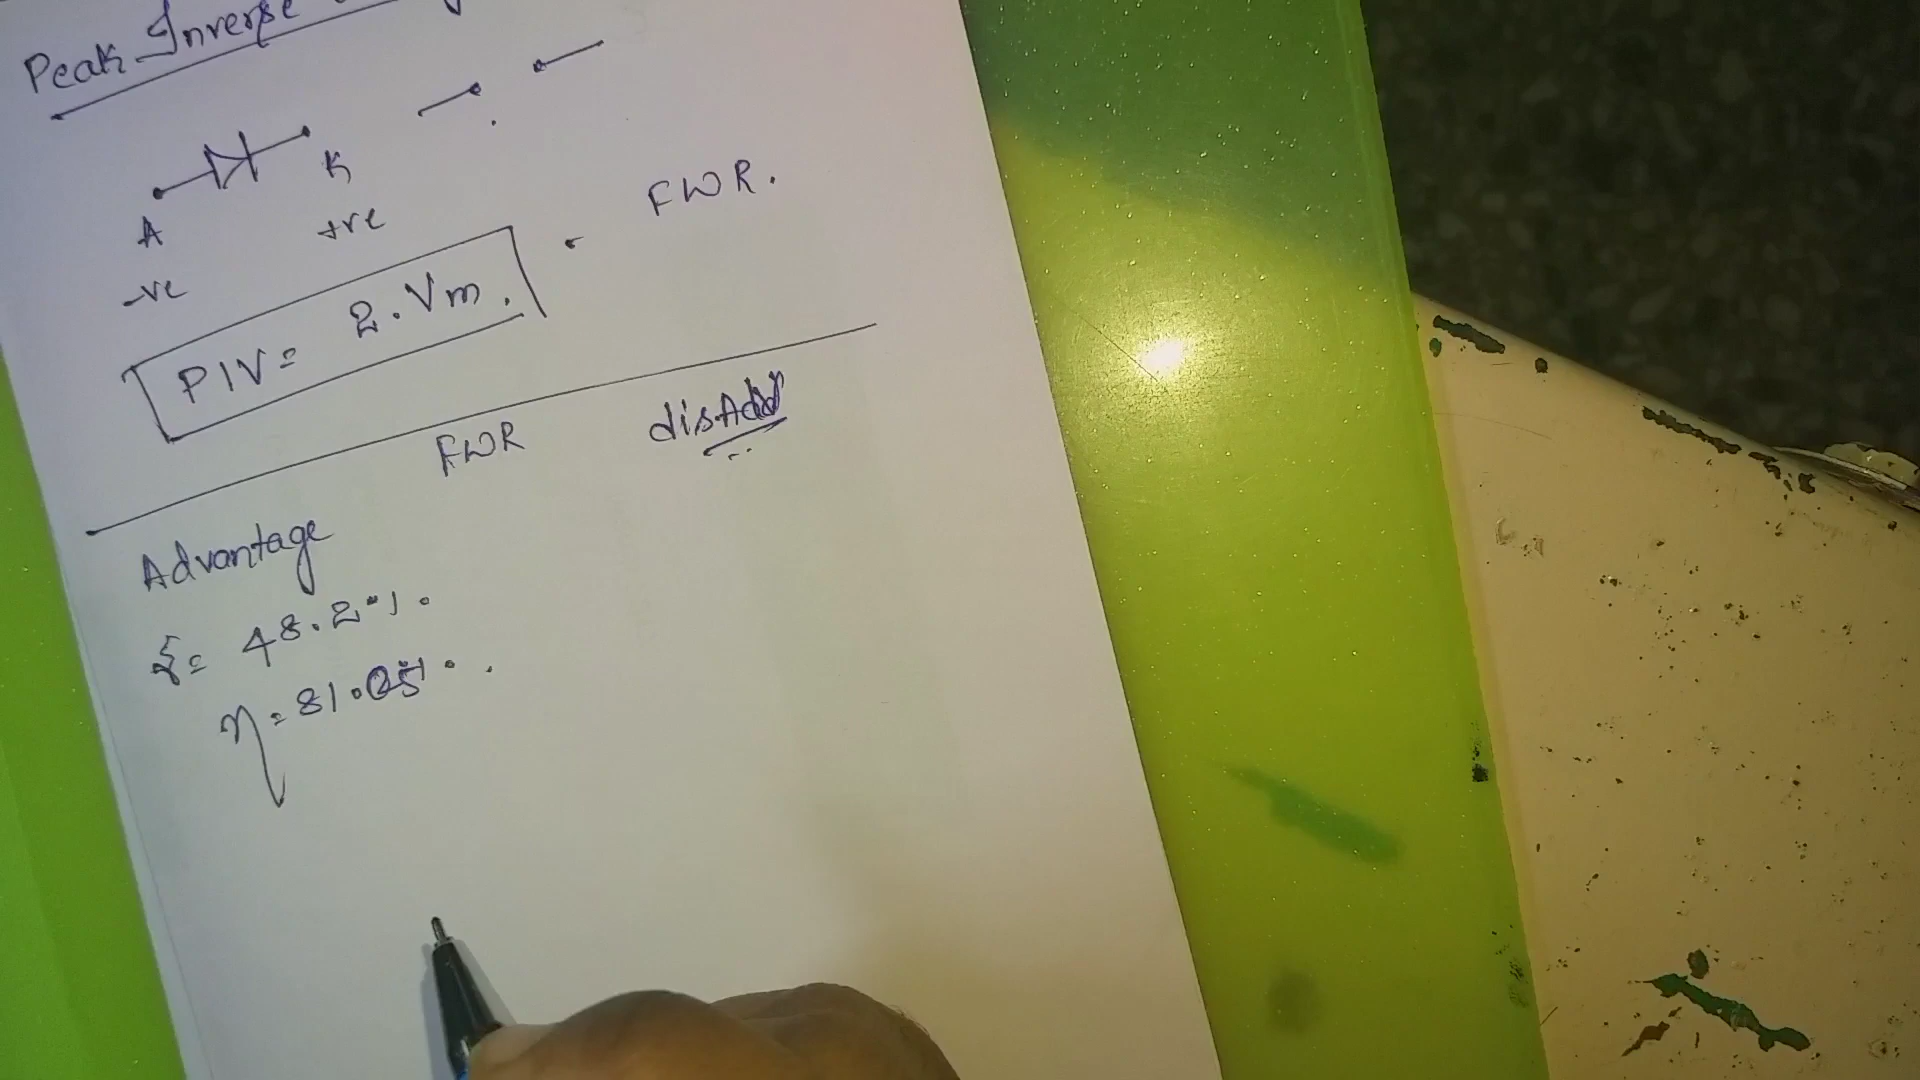 Peak Inverse
A K
-ve +ve
PIV = 2.Vm. FWR.
FWR disAdv
Advantage
= 48.2%.
η = 81.05%.